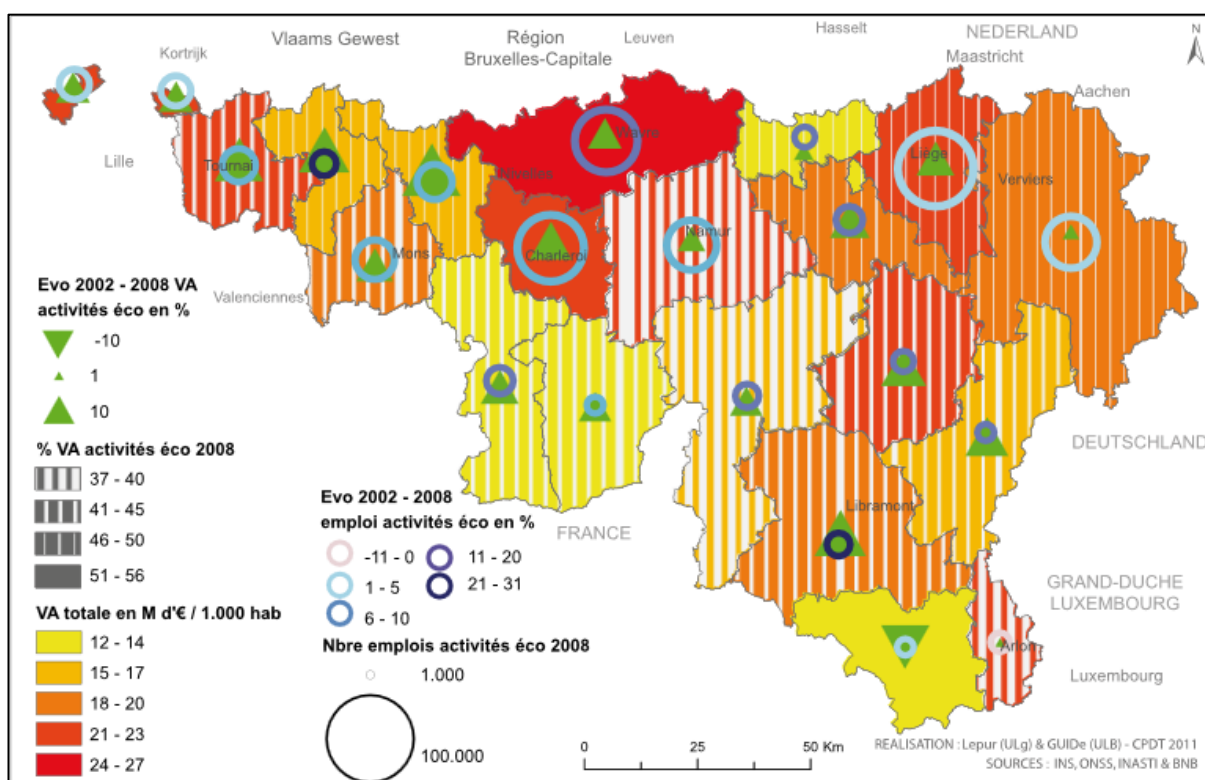 Vlaams Gewest
Région
Bruxelles-Capitale
Leuven
Hasselt
NEDERLAND
Maastricht
N
Kortrijk
Aachen
Lille
Tournai
Wavre
Liège
Verviers
Nivelles
Mons
Charleroi
Namur
Valenciennes
Evo 2002 - 2008 VA
activités éco en %
-10
1
10
% VA activités éco 2008
37 - 40
41 - 45
46 - 50
51 - 56
VA totale en M d'€ / 1.000 hab
12 - 14
15 - 17
18 - 20
21 - 23
24 - 27
Evo 2002 - 2008
emploi activités éco en %
-11 - 0
11 - 20
1 - 5
21 - 31
6 - 10
Nbre emplois activités éco 2008
1.000
100.000
FRANCE
DEUTSCHLAND
Libramont
GRAND-DUCHE
LUXEMBOURG
Arlon
Luxembourg
0 25 50 Km
REALISATION : Lepur (ULg) & GUIDe (ULB) - CPDT 2011
SOURCES : INS, ONSS, INASTI & BNB